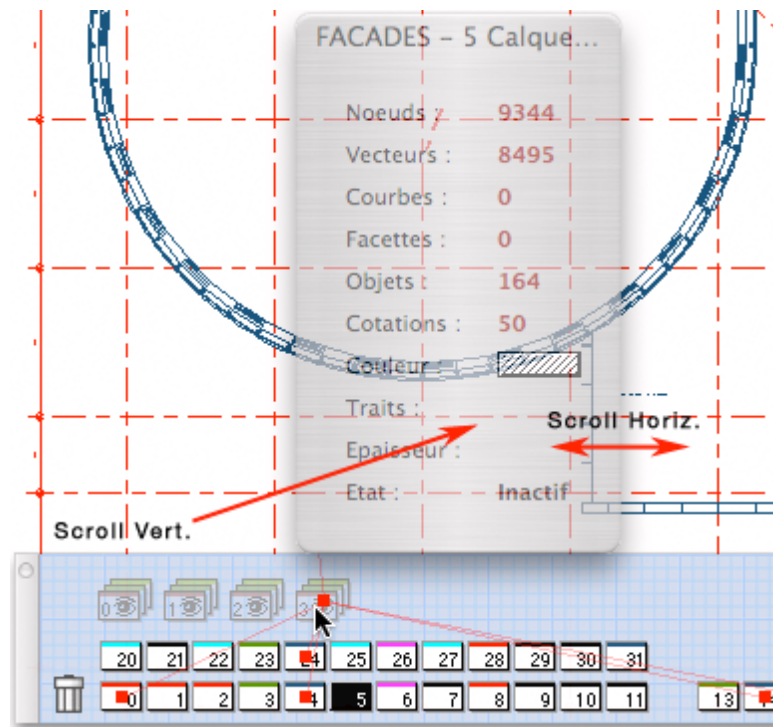 FACADES – 5 Calque...
Noeuds : 9344
Vecteurs : 8495
Courbes : 0
Facettes : 0
Objets : 164
Cotations : 50
Couleur :
Traits :
Scroll Horiz.
Epaisseur :
Etat : Inactif
Scroll Vert.
0 1 2 3
20 21 22 23 24 25 26 27 28 29 30 31
0 1 2 3 4 5 6 7 8 9 10 11 13